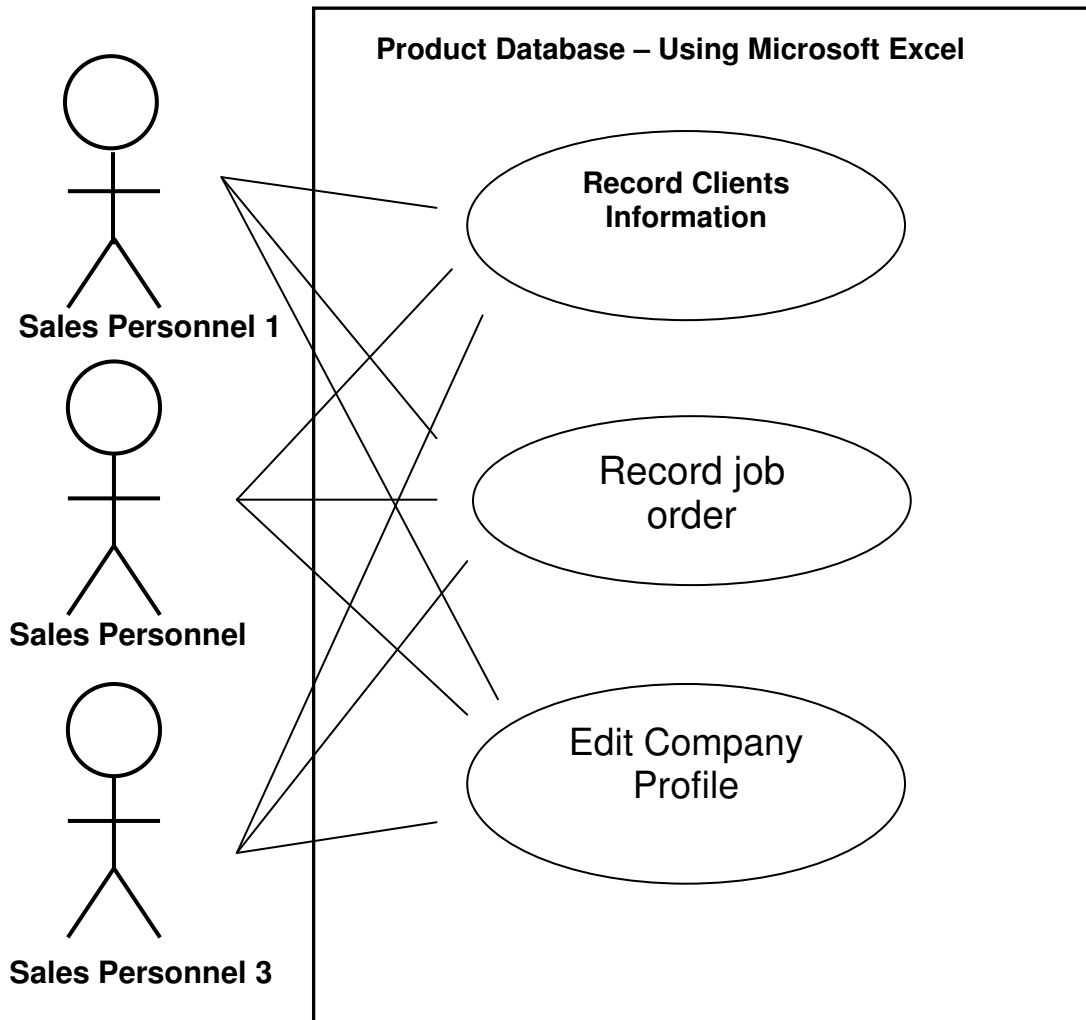 Product Database – Using Microsoft Excel
Record Clients
Information
Sales Personnel 1
Record job
order
Sales Personnel
Edit Company
Profile
Sales Personnel 3